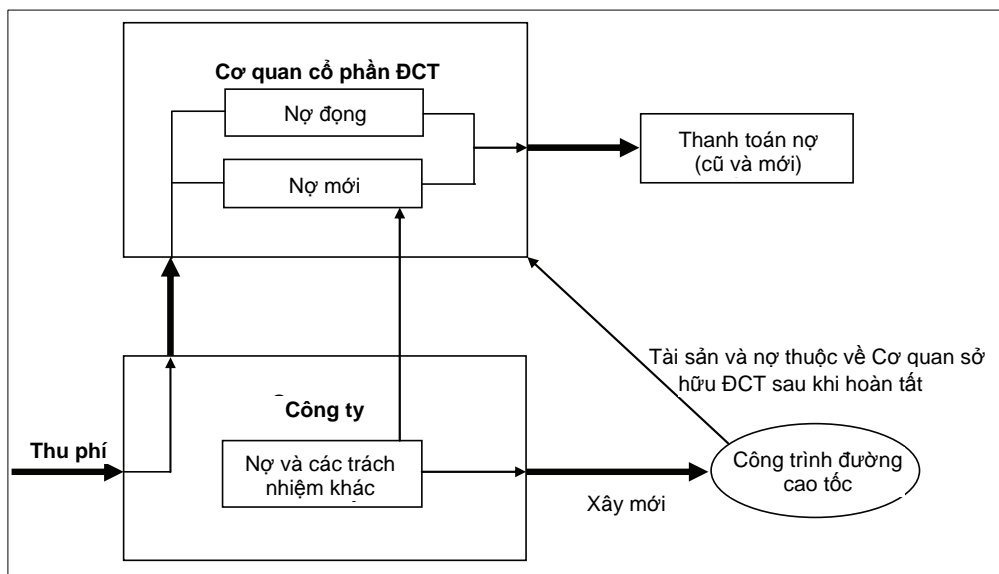 Cơ quan cổ phần ĐCT
Nợ đọng
Nợ mới
Thanh toán nợ
(cũ và mới)
Tài sản và nợ thuộc về Cơ quan sở
hữu ĐCT sau khi hoàn tất
Công ty
Thu phí
Nợ và các trách
nhiệm khác
Xây mới
Công trình đường
cao tốc